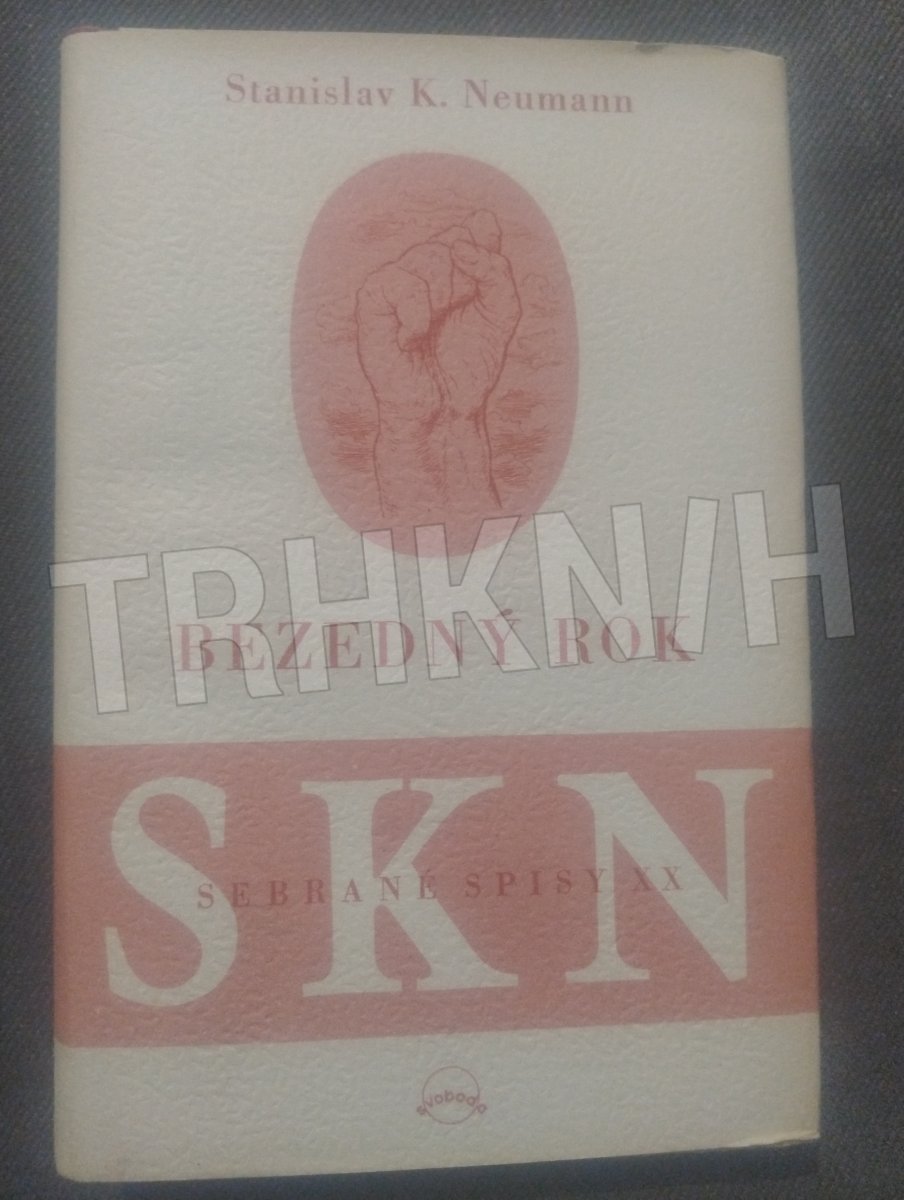 Stanislav K. Neumann
TRHKNIH
BEZEDNÝ ROK
SKN
SEBRANÉ SPISY XX
svoboda